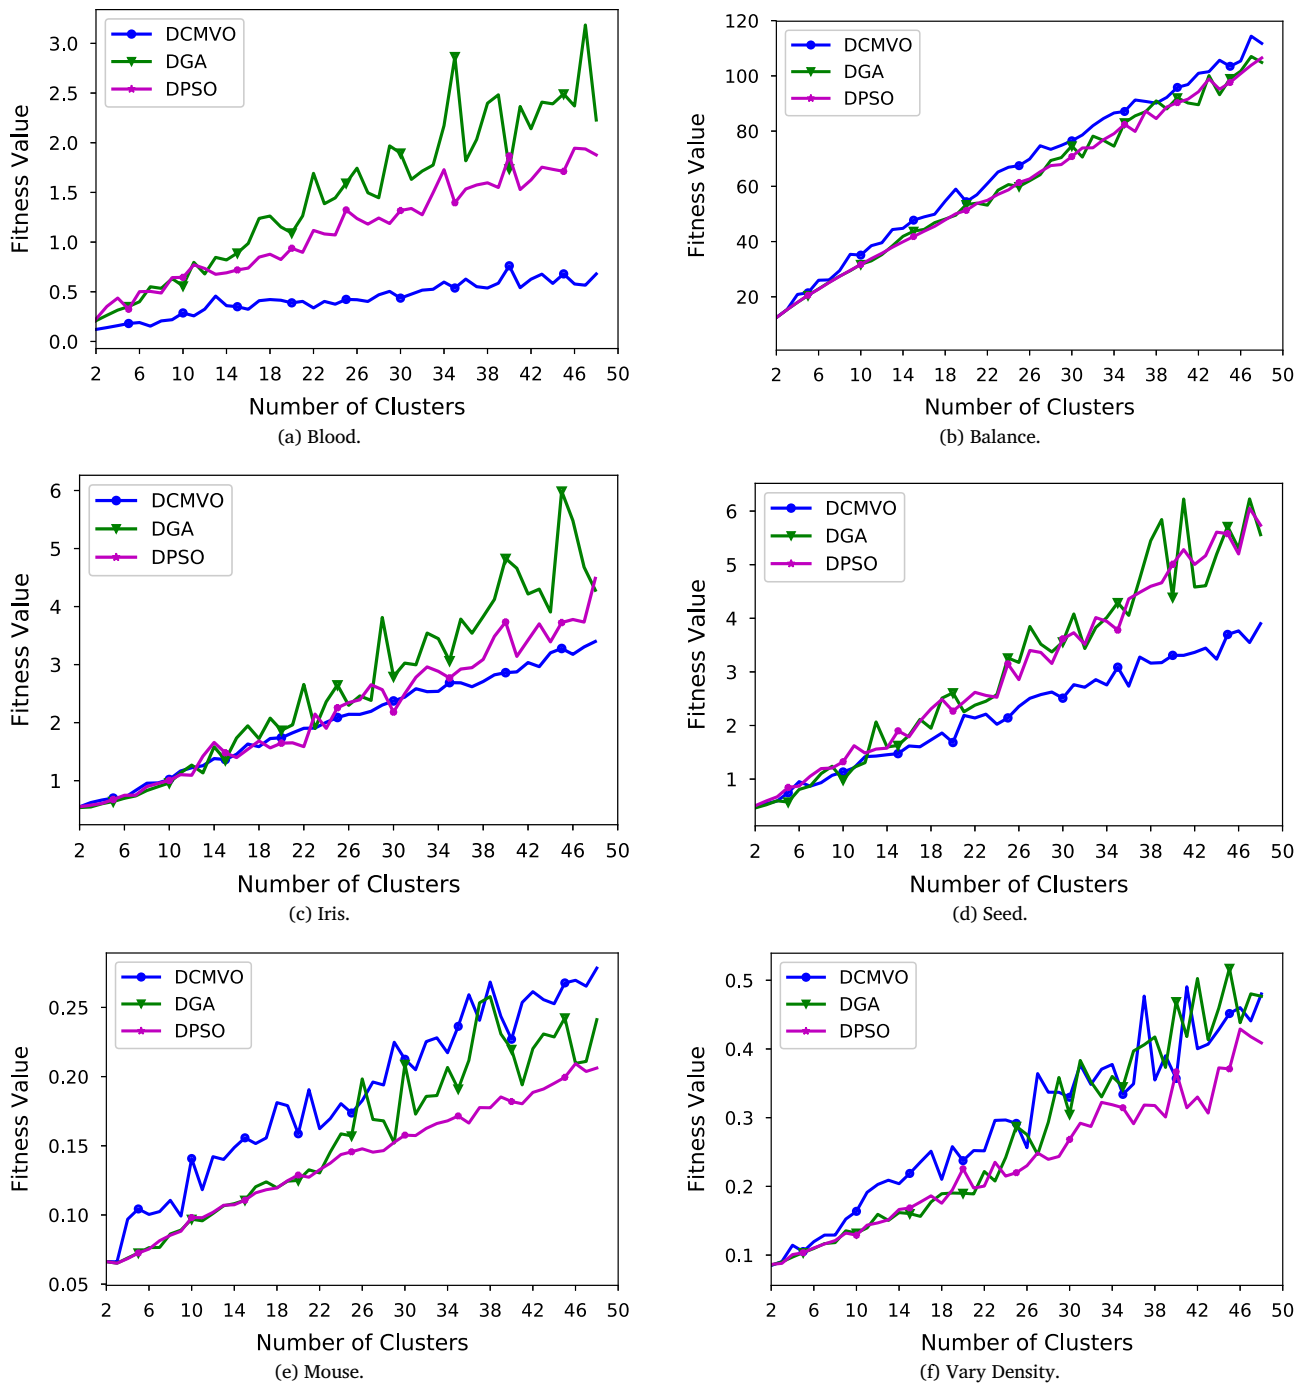 DCMVO
DGA
DPSO
3.0
2.5
2.0
1.5
1.0
0.5
0.0
Fitness Value
2 6 10 14 18 22 26 30 34 38 42 46 50
Number of Clusters
(a) Blood.
DCMVO
DGA
DPSO
120
100
80
60
40
20
Fitness Value
2 6 10 14 18 22 26 30 34 38 42 46 50
Number of Clusters
(b) Balance.
DCMVO
DGA
DPSO
6
5
4
3
2
1
Fitness Value
2 6 10 14 18 22 26 30 34 38 42 46 50
Number of Clusters
(c) Iris.
DCMVO
DGA
DPSO
6
5
4
3
2
1
Fitness Value
2 6 10 14 18 22 26 30 34 38 42 46 50
Number of Clusters
(d) Seed.
DCMVO
DGA
DPSO
0.25
0.20
0.15
0.10
0.05
Fitness Value
2 6 10 14 18 22 26 30 34 38 42 46 50
Number of Clusters
(e) Mouse.
DCMVO
DGA
DPSO
0.5
0.4
0.3
0.2
0.1
Fitness Value
2 6 10 14 18 22 26 30 34 38 42 46 50
Number of Clusters
(f) Vary Density.